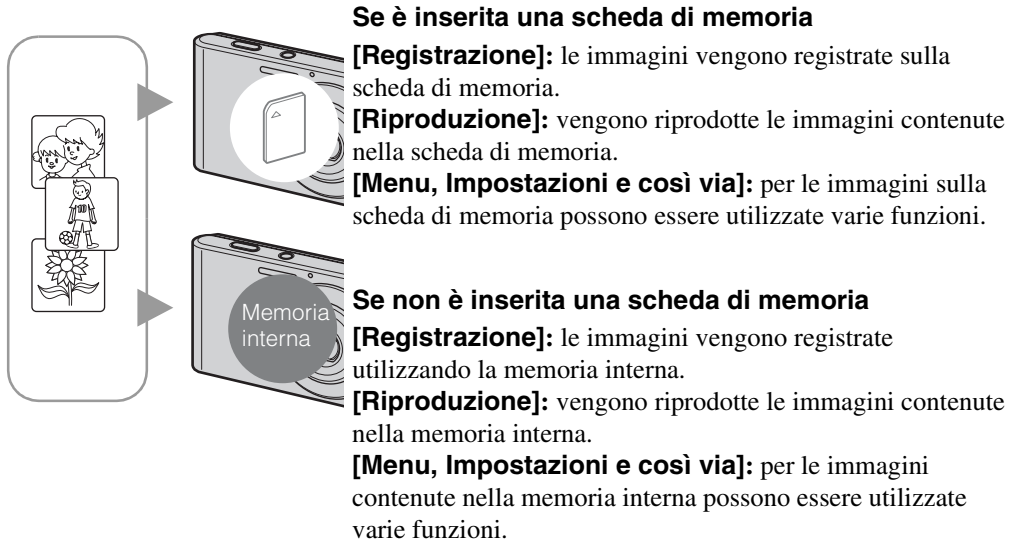 Se è inserita una scheda di memoria
[Registrazione]: le immagini vengono registrate sulla
scheda di memoria.
[Riproduzione]: vengono riprodotte le immagini contenute
nella scheda di memoria.
[Menu, Impostazioni e così via]: per le immagini sulla
scheda di memoria possono essere utilizzate varie funzioni.
10
Memoria
interna
Se non è inserita una scheda di memoria
[Registrazione]: le immagini vengono registrate
utilizzando la memoria interna.
[Riproduzione]: vengono riprodotte le immagini contenute
nella memoria interna.
[Menu, Impostazioni e così via]: per le immagini
contenute nella memoria interna possono essere utilizzate
varie funzioni.